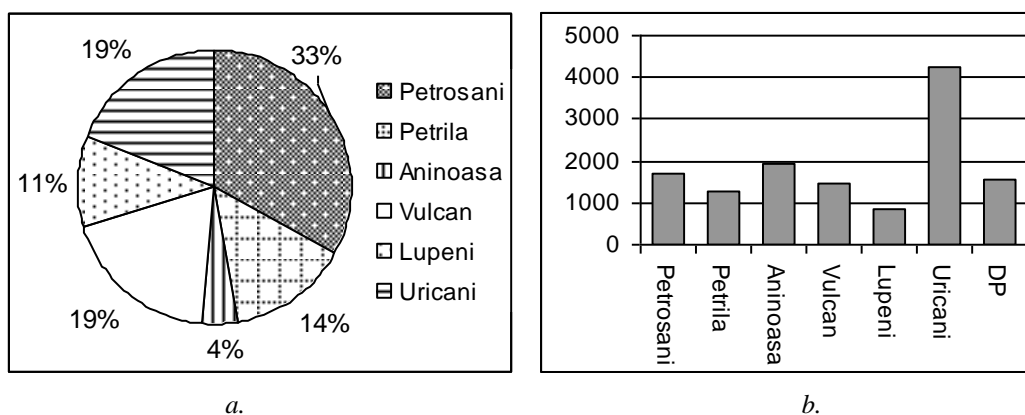 19%
33%
11%
19%
4%
14%
Petrosani
Petrila
Aninoasa
Vulcan
Lupeni
Uricani
a.
5000
4000
3000
2000
1000
0
Petrosani
Petrila
Aninoasa
Vulcan
Lupeni
Uricani
DP
b.